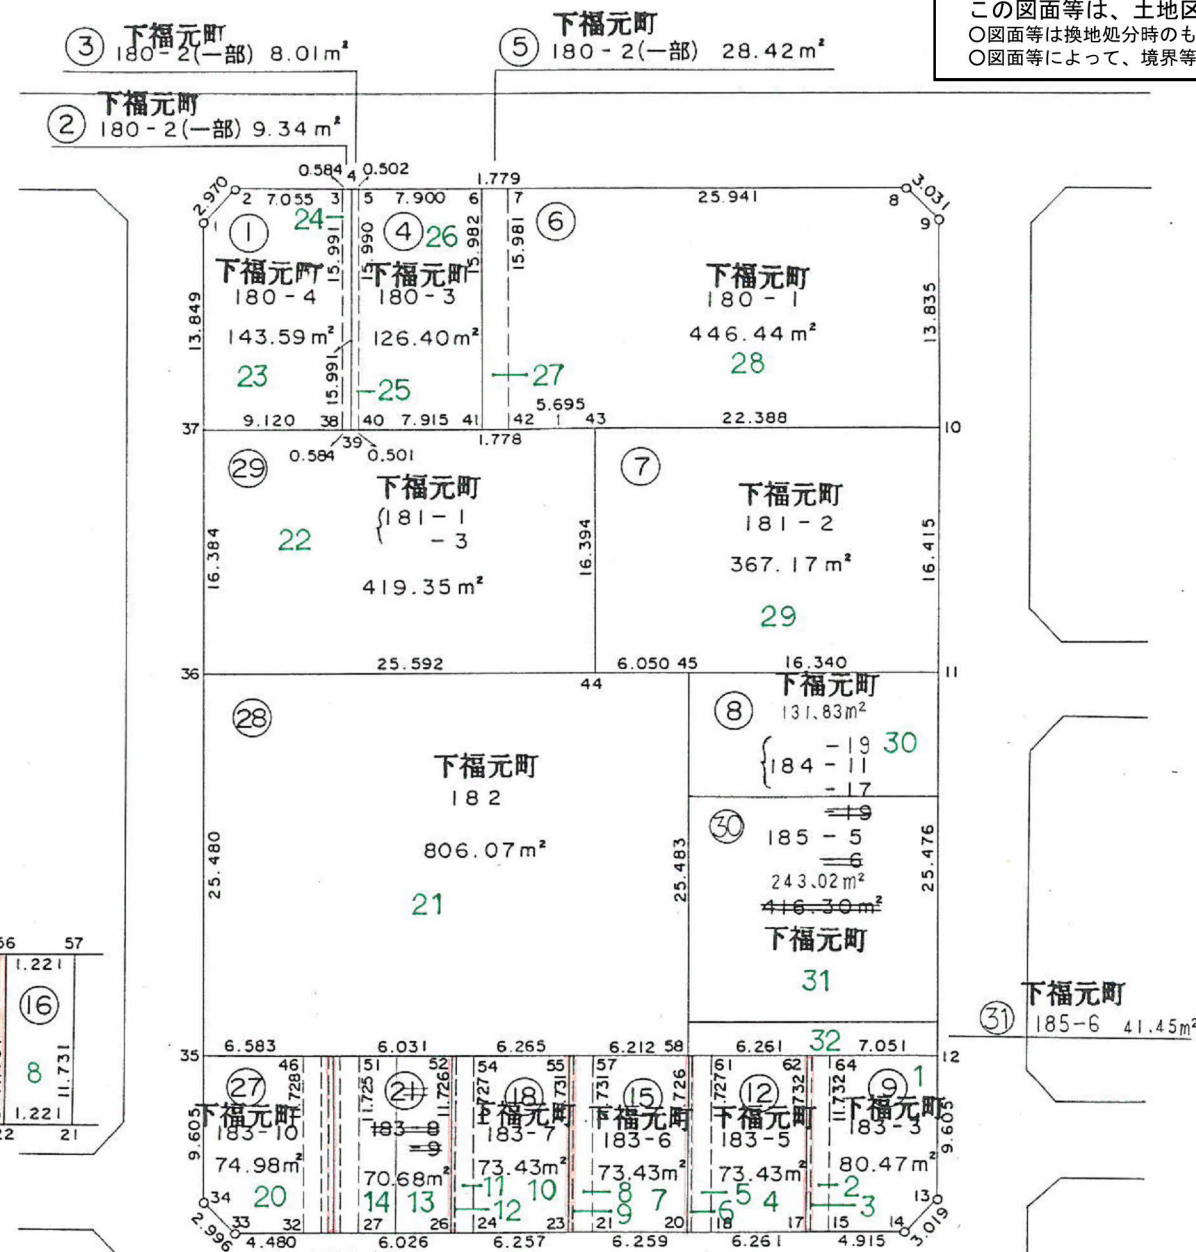 この図面等は、土地区
○図面等は換地処分時のも
○図面等によって、境界等
下福元町
③ 180-2(一部) 8.01m²
下福元町
⑤ 180-2(一部) 28.42m²
下福元町
② 180-2(一部) 9.34m²
0.584 4 0.502
1.779
2.970
2 7.055 3 5 7.900 6 7 25.941 8
3.031
1
9
24
① ④ 26 ⑥
15.991
15.990
15.982
15.981
下福元町
180-4
143.59m²
23
下福元町
180-3
126.40m²
25
27
下福元町
180-1
446.44m²
28
13.849
15.991
13.835
5.695
37 9.120 38 40 7.915 41 42 1 43 22.388 10
0.584 39 0.501
1.778
㉙
下福元町
181-1
-3
419.35m²
22
⑦
下福元町
181-2
367.17m²
29
16.384
16.394
16.415
36 25.592 44 6.050 45 16.340 11
㉘
下福元町
182
806.07m²
21
25.480
25.483
25.476
⑧
下福元町
131.83m²
-19 30
184-11
-17
-19
㉚
185-5
-6
243.02m²
416.30m²
下福元町
31
下福元町
㉛ 185-6 41.45m²
32
56 57
1.221
⑯
8
11.731
1.221
22 21
35 6.583 6.031 6.265 6.212 58 6.261 7.051 12
46 51 52 54 55 57 61 62 64
㉗
下福元町
183-10
74.98m²
20
9.605
㉑
183-8
-9
70.68m²
14 13
1.725
11.726
⑱
下福元町
183-7
73.43m²
11 10
12
⑮
下福元町
183-6
73.43m²
8 7
9
⑫
下福元町
183-5
73.43m²
5 4
6
⑨ 1
下福元町
183-3
80.47m²
2
3
11.732
9.605
34
2.996
33 32 27 26 24 23 21 20 18 17 15 14
13
3.019
4.480 6.026 6.257 6.259 6.261 4.915